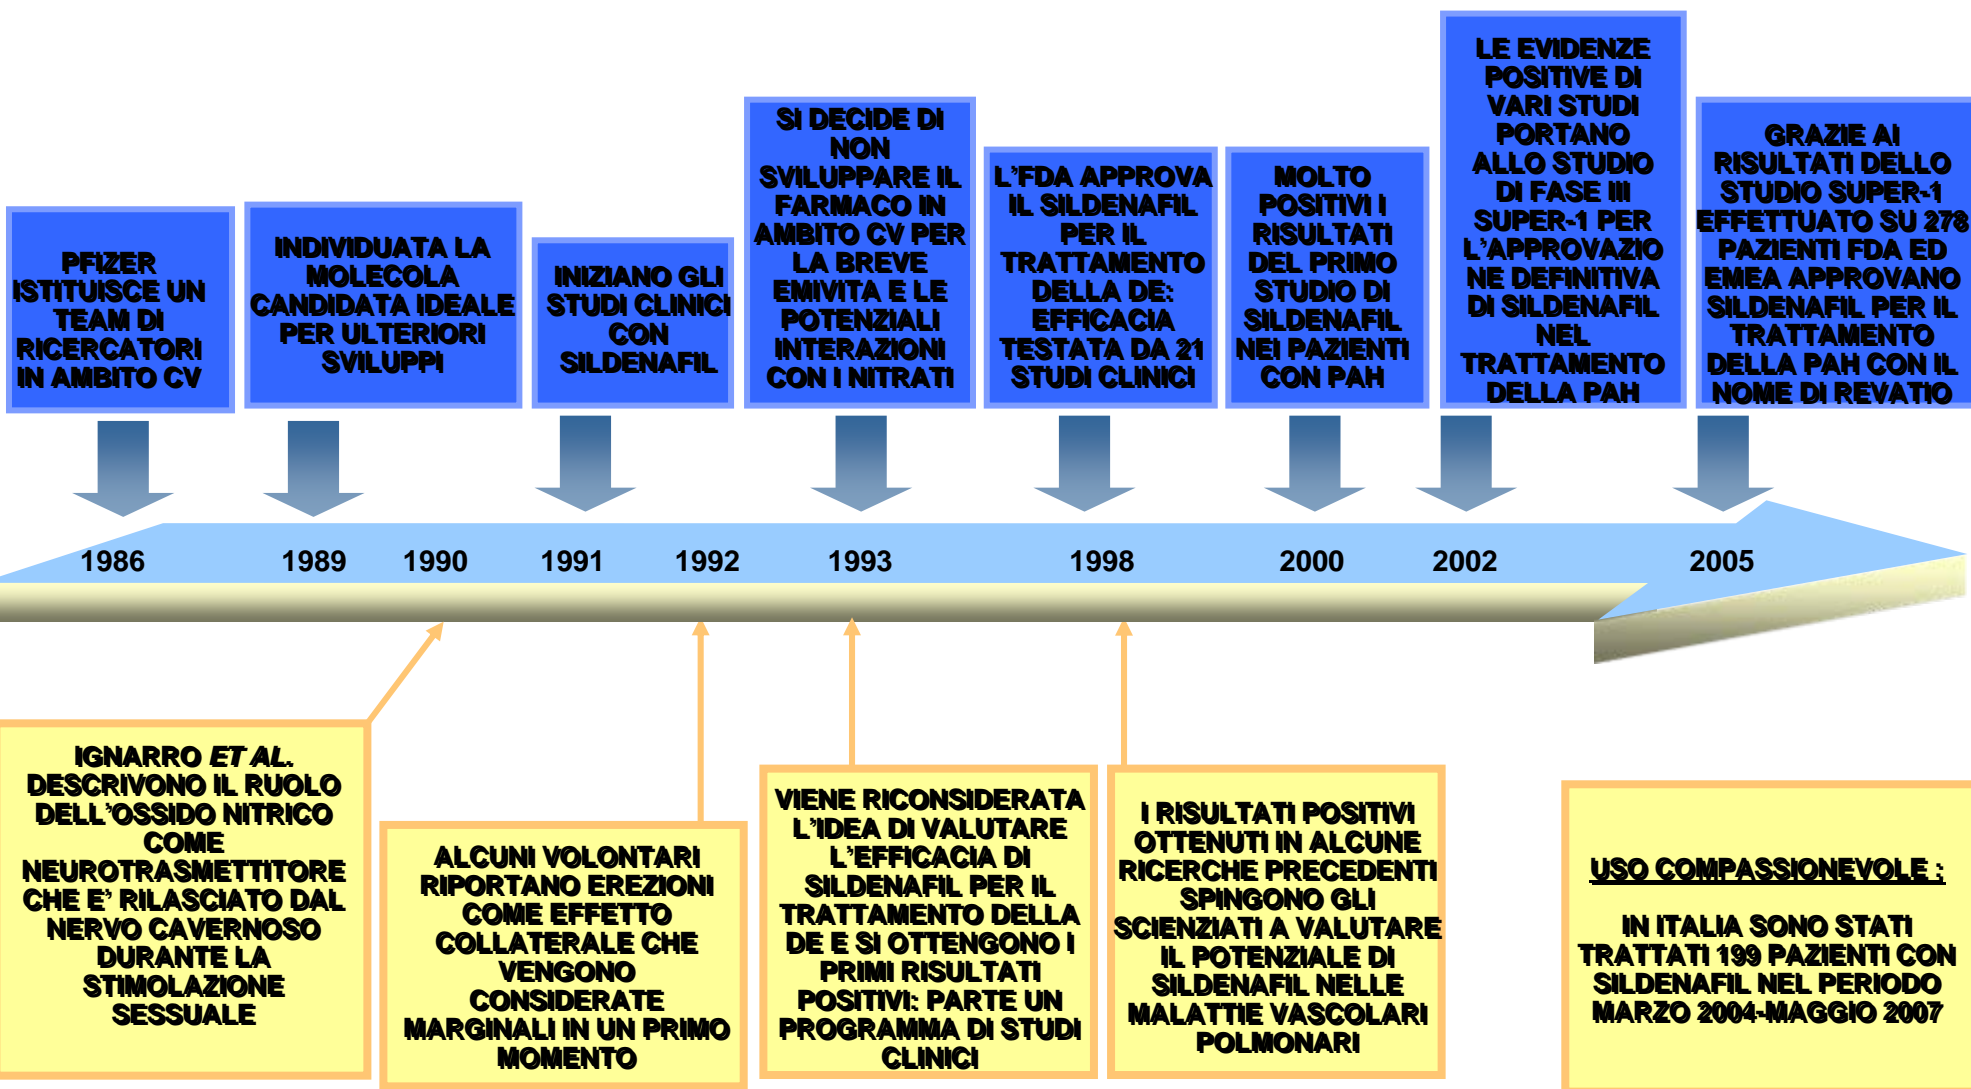 PFIZER
ISTITUISCE UN
TEAM DI
RICERCATORI
IN AMBITO CV
INDIVIDUATA LA
MOLECOLA
CANDIDATA IDEALE
PER ULTERIORI
SVILUPPI
INIZIANO GLI
STUDI CLINICI
CON
SILDENAFIL
SI DECIDE DI
NON
SVILUPPARE IL
FARMACO IN
AMBITO CV PER
LA BREVE
EMIVITA E LE
POTENZIALI
INTERAZIONI
CON I NITRATI
L'FDA APPROVA
IL SILDENAFIL
PER IL
TRATTAMENTO
DELLA DE:
EFFICACIA
TESTATA DA 21
STUDI CLINICI
MOLTO
POSITIVI I
RISULTATI
DEL PRIMO
STUDIO DI
SILDENAFIL
NEI PAZIENTI
CON PAH
LE EVIDENZE
POSITIVE DI
VARI STUDI
PORTANO
ALLO STUDIO
DI FASE III
SUPER-1 PER
L'APPROVAZIO
NE DEFINITIVA
DI SILDENAFIL
NEL
TRATTAMENTO
DELLA PAH
GRAZIE AI
RISULTATI DELLO
STUDIO SUPER-1
EFFETTUATO SU 278
PAZIENTI FDA ED
EMEA APPROVANO
SILDENAFIL PER IL
TRATTAMENTO
DELLA PAH CON IL
NOME DI REVATIO
1986 1989 1990 1991 1992 1993 1998 2000 2002 2005
IGNARRO ET AL.
DESCRIVONO IL RUOLO
DELL'OSSIDO NITRICO
COME
NEUROTRASMETTITORE
CHE E' RILASCIATO DAL
NERVO CAVERNOSO
DURANTE LA
STIMOLAZIONE
SESSUALE
ALCUNI VOLONTARI
RIPORTANO EREZIONI
COME EFFETTO
COLLATERALE CHE
VENGONO
CONSIDERATE
MARGINALI IN UN PRIMO
MOMENTO
VIENE RICONSIDERATA
L'IDEA DI VALUTARE
L'EFFICACIA DI
SILDENAFIL PER IL
TRATTAMENTO DELLA
DE E SI OTTENGONO I
PRIMI RISULTATI
POSITIVI: PARTE UN
PROGRAMMA DI STUDI
CLINICI
I RISULTATI POSITIVI
OTTENUTI IN ALCUNE
RICERCHE PRECEDENTI
SPINGONO GLI
SCIENZIATI A VALUTARE
IL POTENZIALE DI
SILDENAFIL NELLE
MALATTIE VASCOLARI
POLMONARI
USO COMPASSIONEVOLE :
IN ITALIA SONO STATI
TRATTATI 199 PAZIENTI CON
SILDENAFIL NEL PERIODO
MARZO 2004-MAGGIO 2007